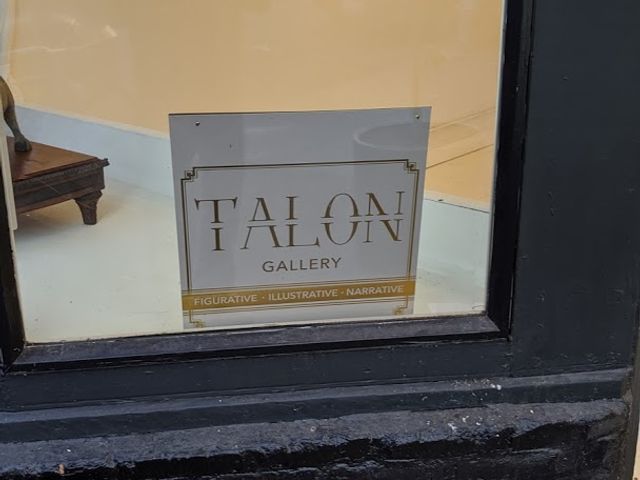 TALON
GALLERY
FIGURATIVE · ILLUSTRATIVE · NARRATIVE